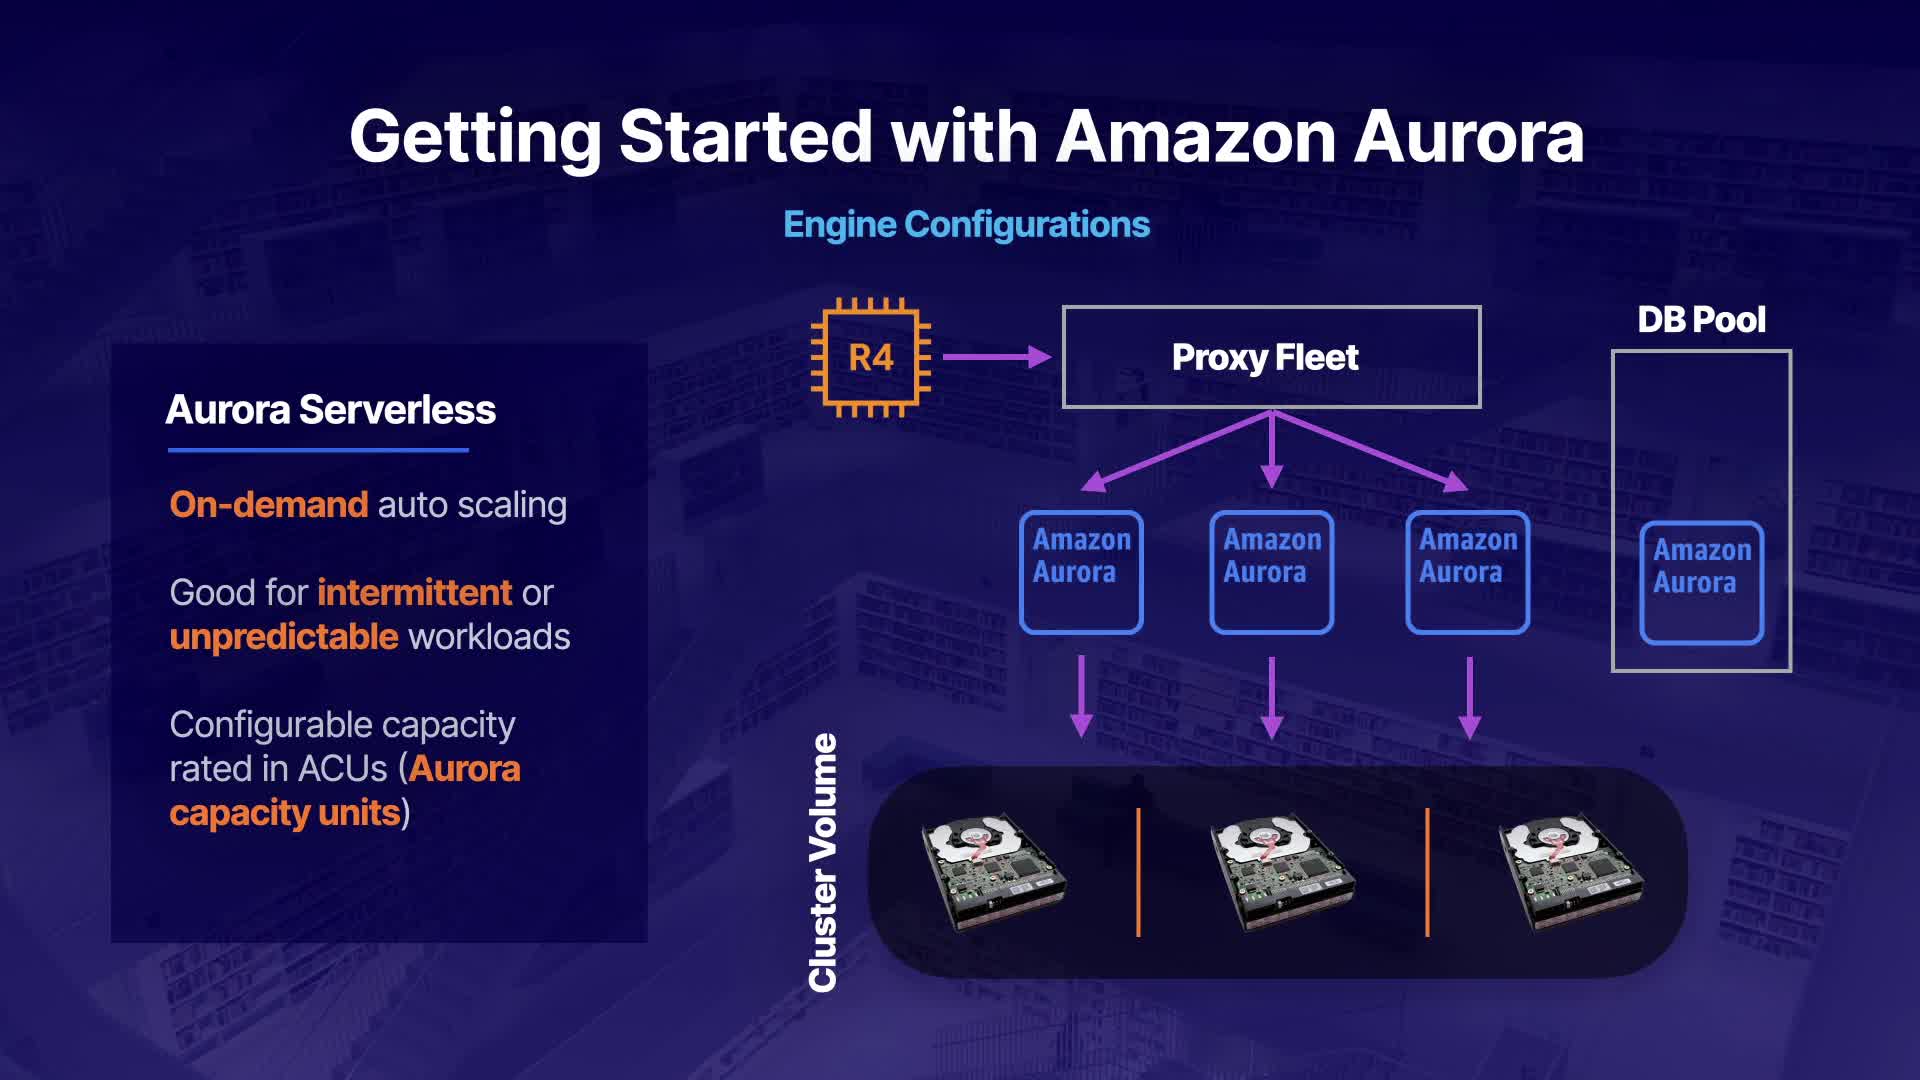 Getting Started with Amazon Aurora
Engine Configurations
Aurora Serverless
On-demand auto scaling
Good for intermittent or
unpredictable workloads
Configurable capacity
rated in ACUs (Aurora
capacity units)
R4
Proxy Fleet
DB Pool
Amazon
Aurora
Amazon
Aurora
Amazon
Aurora
Amazon
Aurora
Cluster Volume